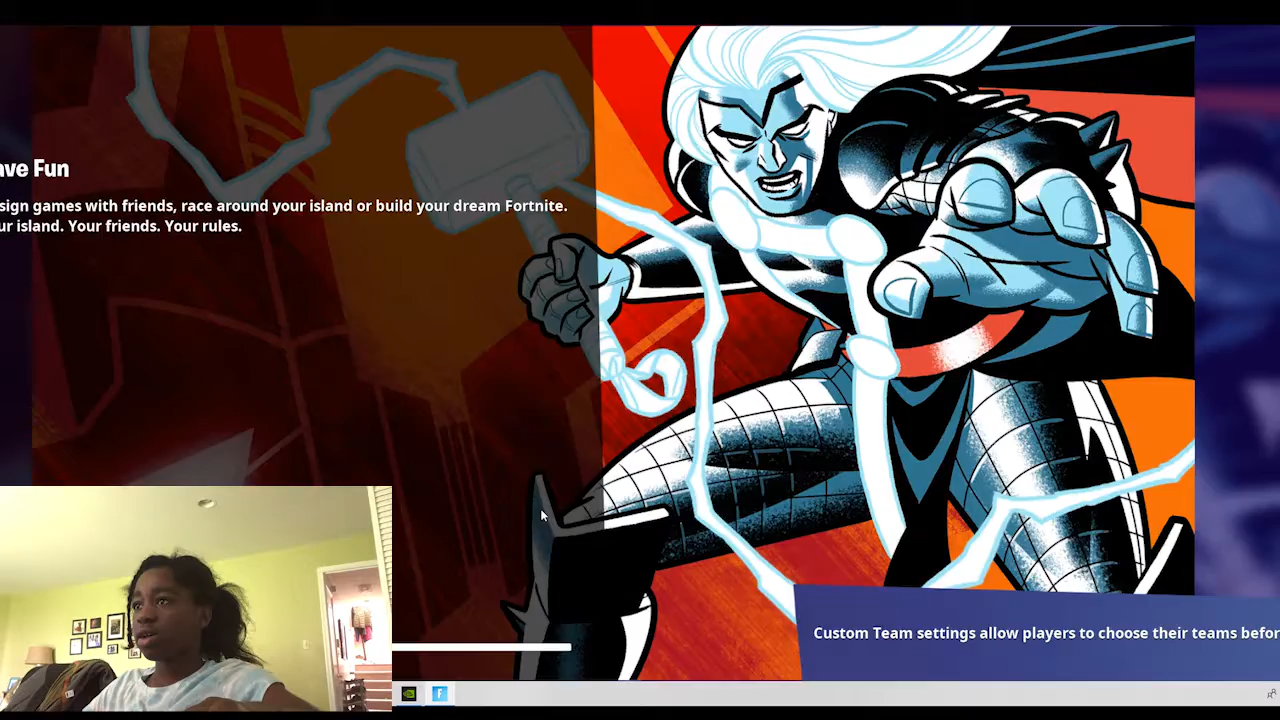 ave Fun
sign games with friends, race around your island or build your dream Fortnite.
ur island. Your friends. Your rules.
Custom Team settings allow players to choose their teams befor